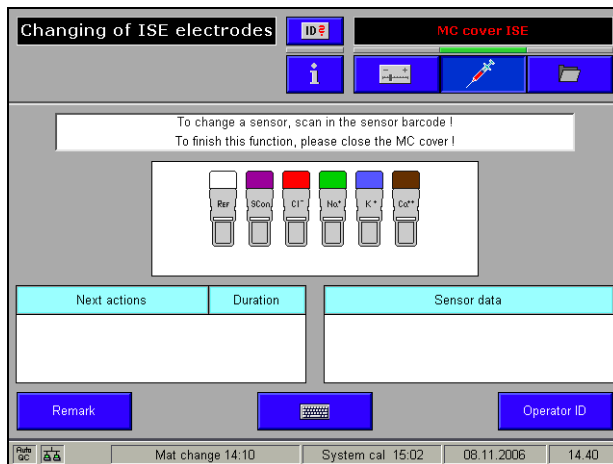 Changing of ISE electrodes
ID
MC cover ISE
i
To change a sensor, scan in the sensor barcode !
To finish this function, please close the MC cover !
REF SCon Cl⁻ Na⁺ K⁺ Ca⁺⁺
Next actions Duration Sensor data
Remark Operator ID
Auto QC Mat change 14:10 System cal 15:02 08.11.2006 14.40